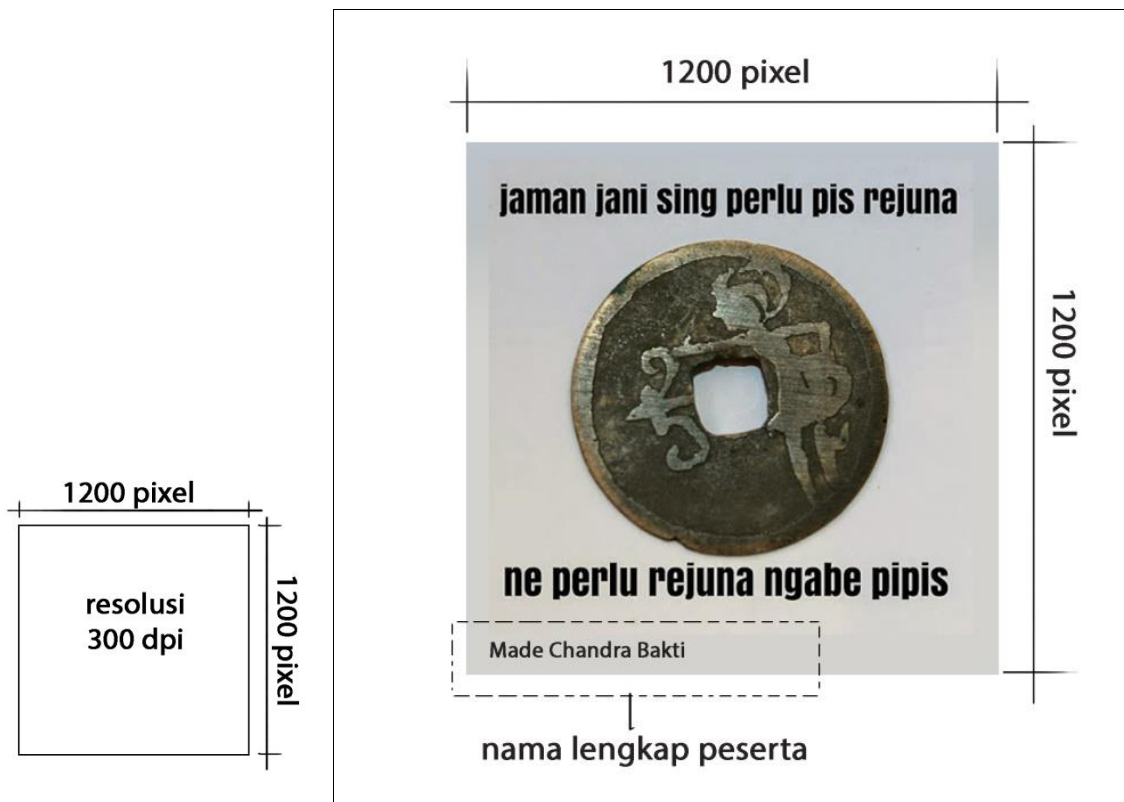 1200 pixel
1200 pixel
jaman jani sing perlu pis rejuna
ne perlu rejuna ngabe pipis
Made Chandra Bakti
nama lengkap peserta
1200 pixel
1200 pixel
resolusi
300 dpi